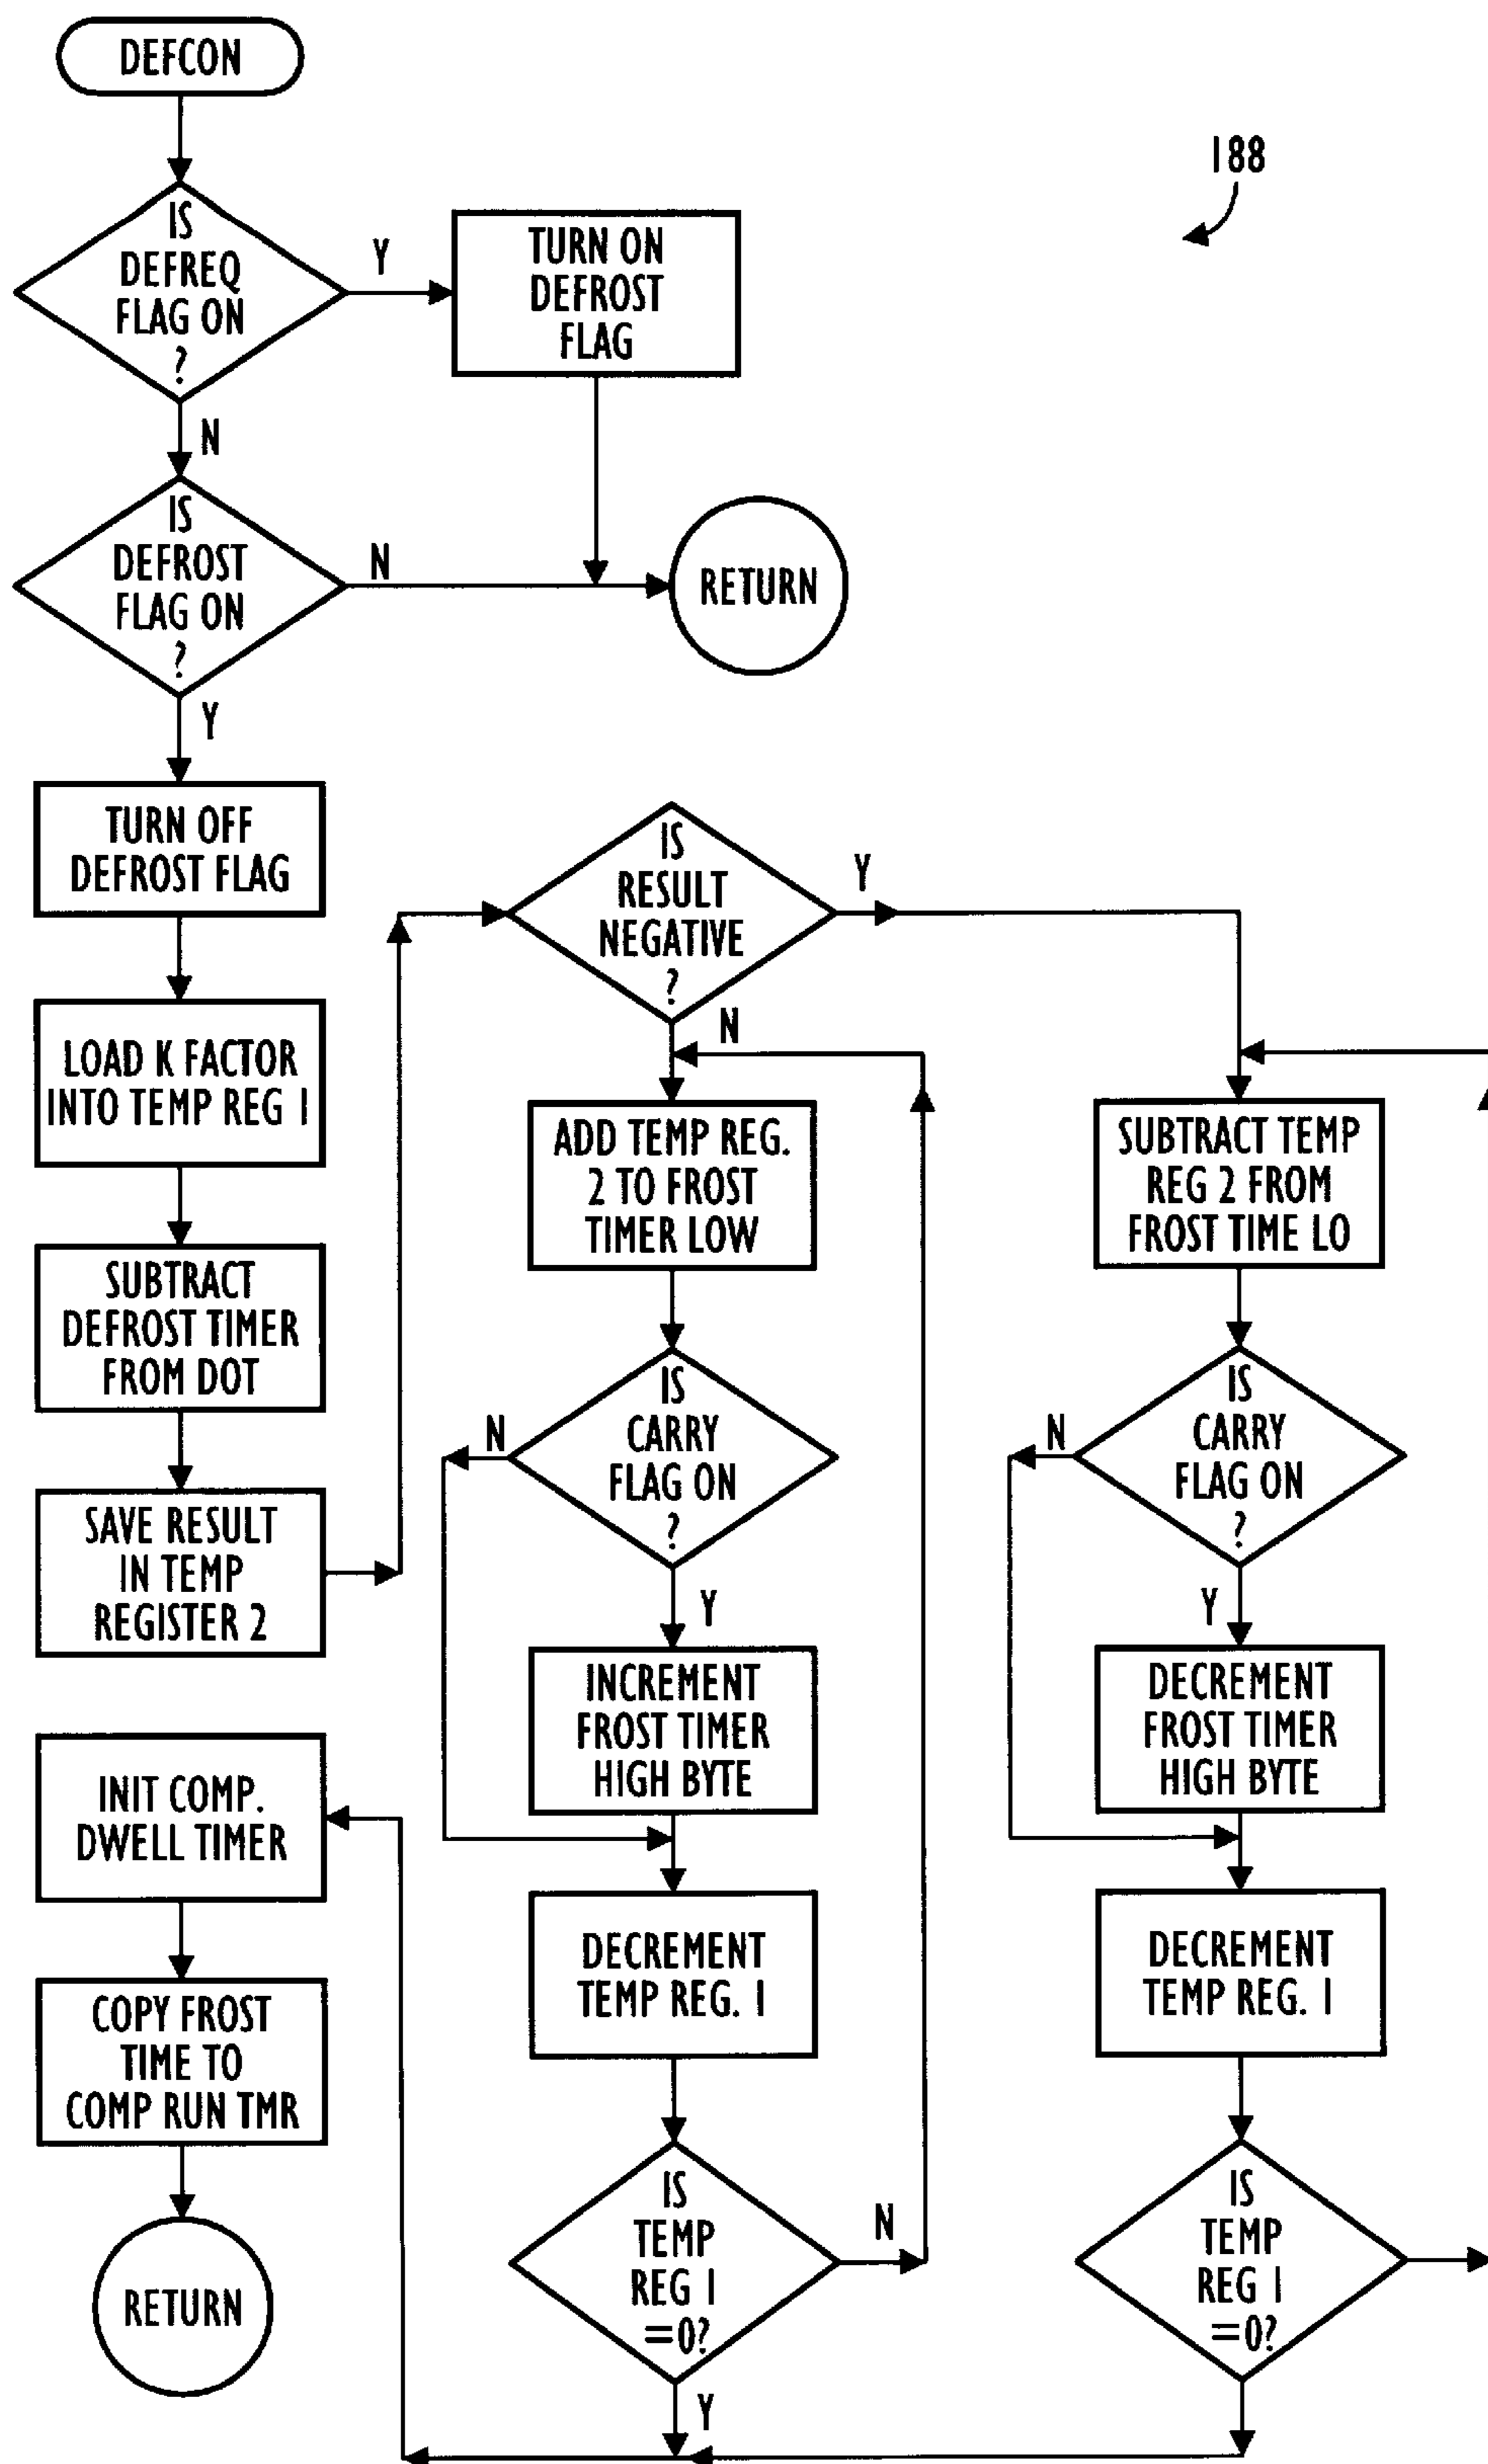 DEFCON
188
IS
DEFREQ
FLAG ON
?
Y
TURN ON
DEFROST
FLAG
N
IS
DEFROST
FLAG ON
?
N
RETURN
Y
TURN OFF
DEFROST FLAG
LOAD K FACTOR
INTO TEMP REG 1
SUBTRACT
DEFROST TIMER
FROM DOT
SAVE RESULT
IN TEMP
REGISTER 2
IS
RESULT
NEGATIVE
?
Y
N
ADD TEMP REG.
2 TO FROST
TIMER LOW
IS
CARRY
FLAG ON
?
N
Y
INCREMENT
FROST TIMER
HIGH BYTE
DECREMENT
TEMP REG. 1
IS
TEMP
REG 1
=0?
N
Y
SUBTRACT TEMP
REG 2 FROM
FROST TIME LO
IS
CARRY
FLAG ON
?
N
Y
DECREMENT
FROST TIMER
HIGH BYTE
DECREMENT
TEMP REG. 1
IS
TEMP
REG 1
=0?
INIT COMP.
DWELL TIMER
COPY FROST
TIME TO
COMP RUN TMR
RETURN